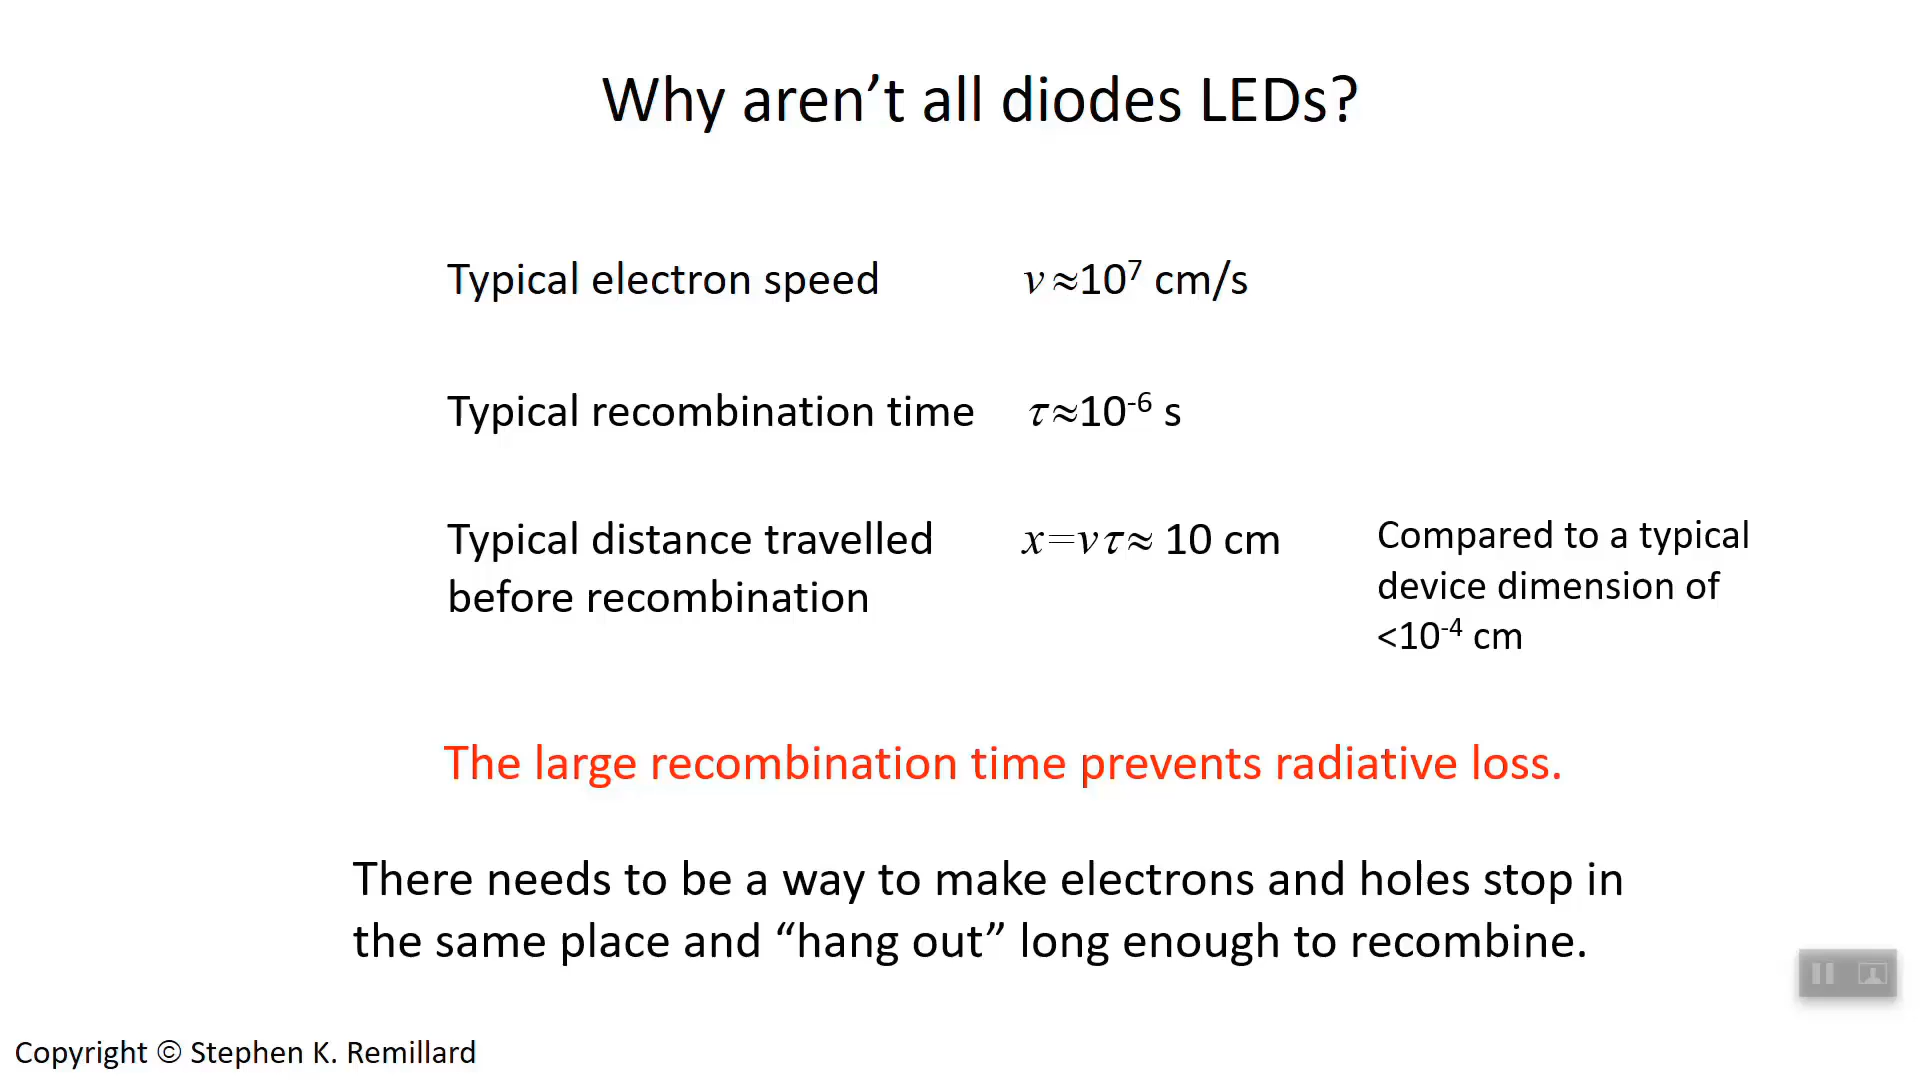 Why aren’t all diodes LEDs?
Typical electron speed v≈10⁷ cm/s
Typical recombination time τ≈10⁻⁶ s
Typical distance travelled x=vτ≈ 10 cm
before recombination
Compared to a typical
device dimension of
<10⁻⁴ cm
The large recombination time prevents radiative loss.
There needs to be a way to make electrons and holes stop in
the same place and “hang out” long enough to recombine.
Copyright © Stephen K. Remillard